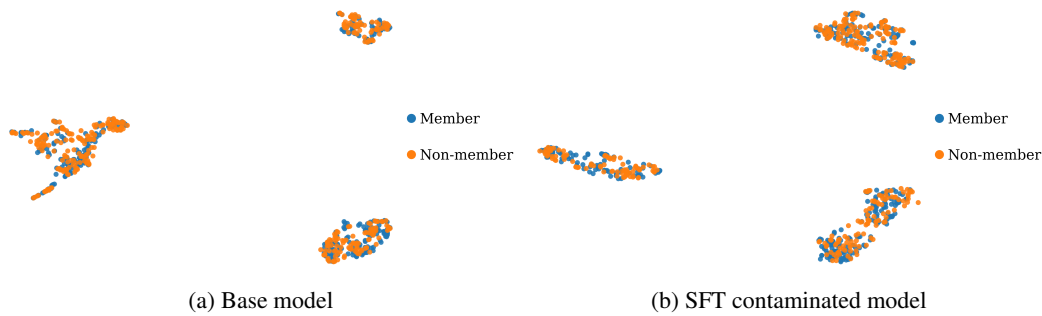 Member
Non-member
Member
Non-member
(a) Base model
(b) SFT contaminated model